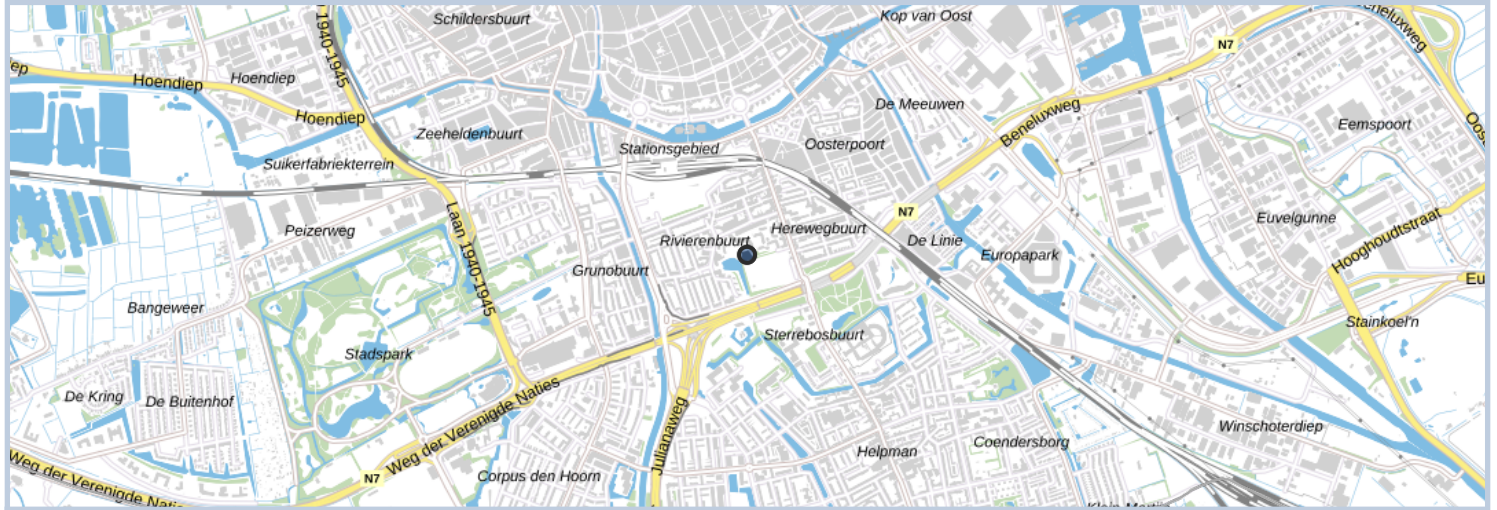 Schildersbuurt
Kop van Oost
1940-1945
Beneluxweg
N7
Hoendiep
Hoendiep
Hoendiep
De Meeuwen
Beneluxweg
Zeeheldenbuurt
Stationsgebied
Oosterpoort
Eemspoort
Suikerfabriekterrein
Laan 1940-1945
Peizerweg
N7
Euvelgunne
Rivierenbuurt
Herewegbuurt
De Linie
Europapark
Hooghoudtstraat
Grunobuurt
Eu
Bangeweer
Stainkoel'n
Sterrebosbuurt
Stadspark
De Kring
De Buitenhof
Weg der Verenigde Naties
Julianaweg
Winschoterdiep
Coendersborg
Helpman
Weg der Verenigde Natie
N7
Corpus den Hoorn